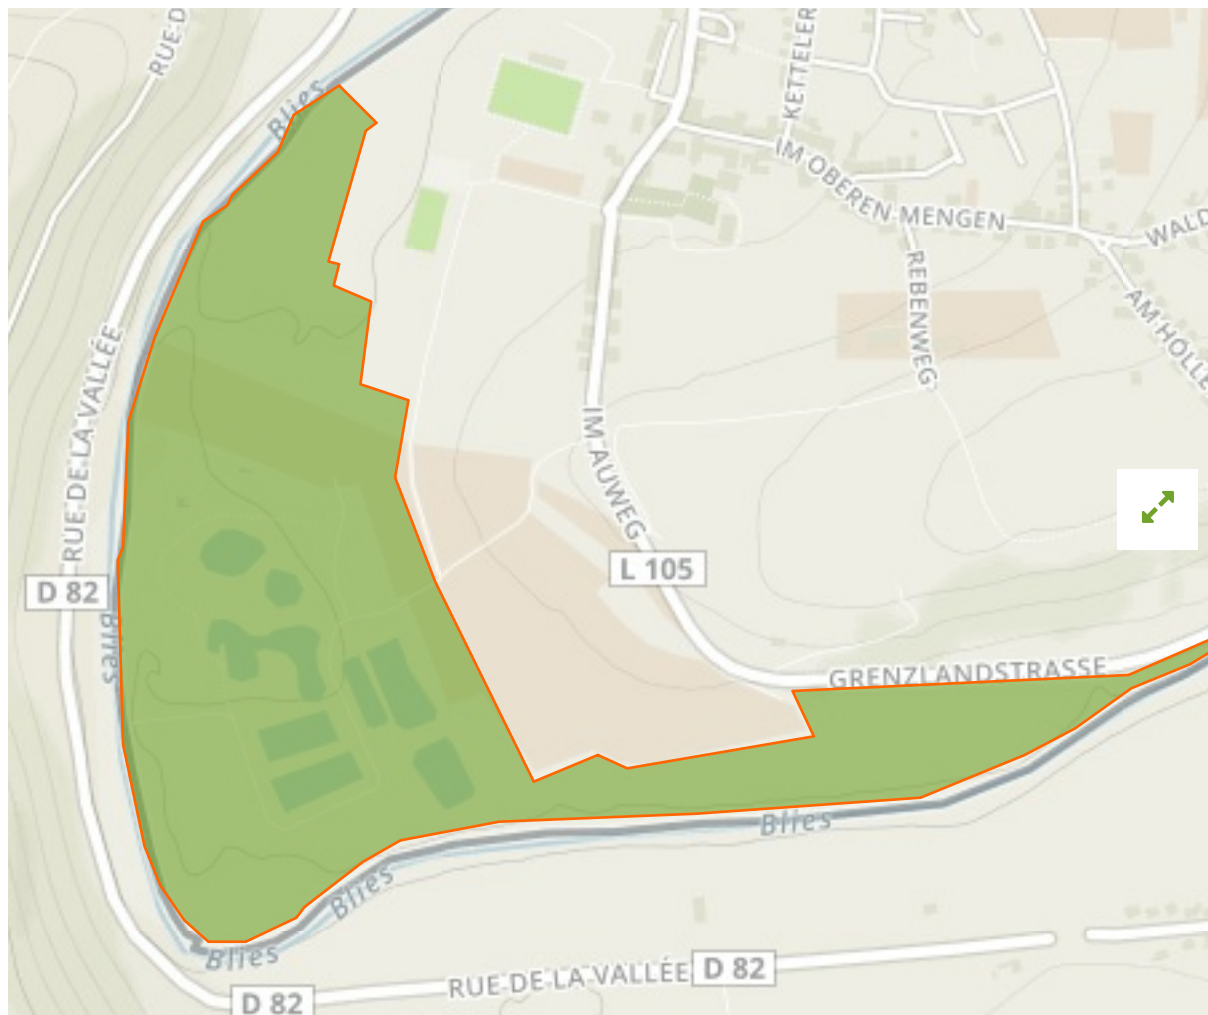 RUE D
Blies
KETTELER
IM OBEREN MENGEN
WALD
REBENWEG
AM HOLLE
RUE DE LA VALLÉE
IM AUWEG
L 105
D 82
Blies
GRENZLANDSTRASSE
Blies
Blies
Blies
RUE DE LA VALLÉE
D 82
D 82